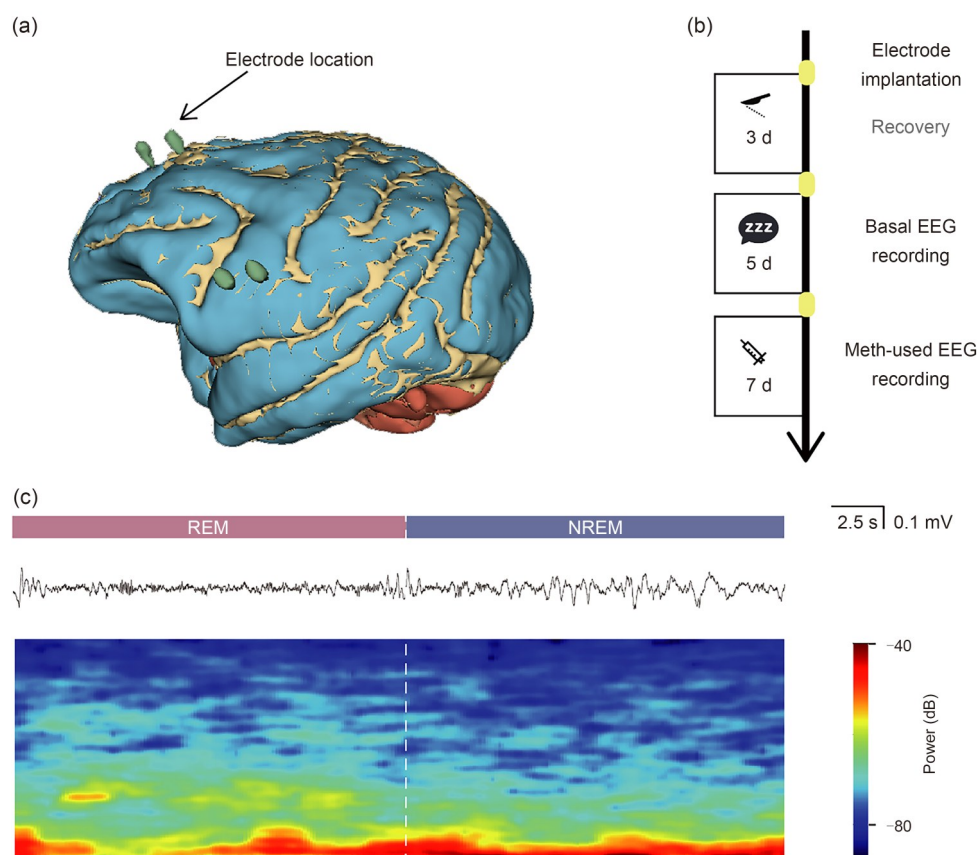 (a)
Electrode location
(b)
Electrode
implantation
Recovery
3 d
zzz
5 d
Basal EEG
recording
7 d
Meth-used EEG
recording
(c)
REM
NREM
2.5 s
0.1 mV
−40
Power (dB)
−80